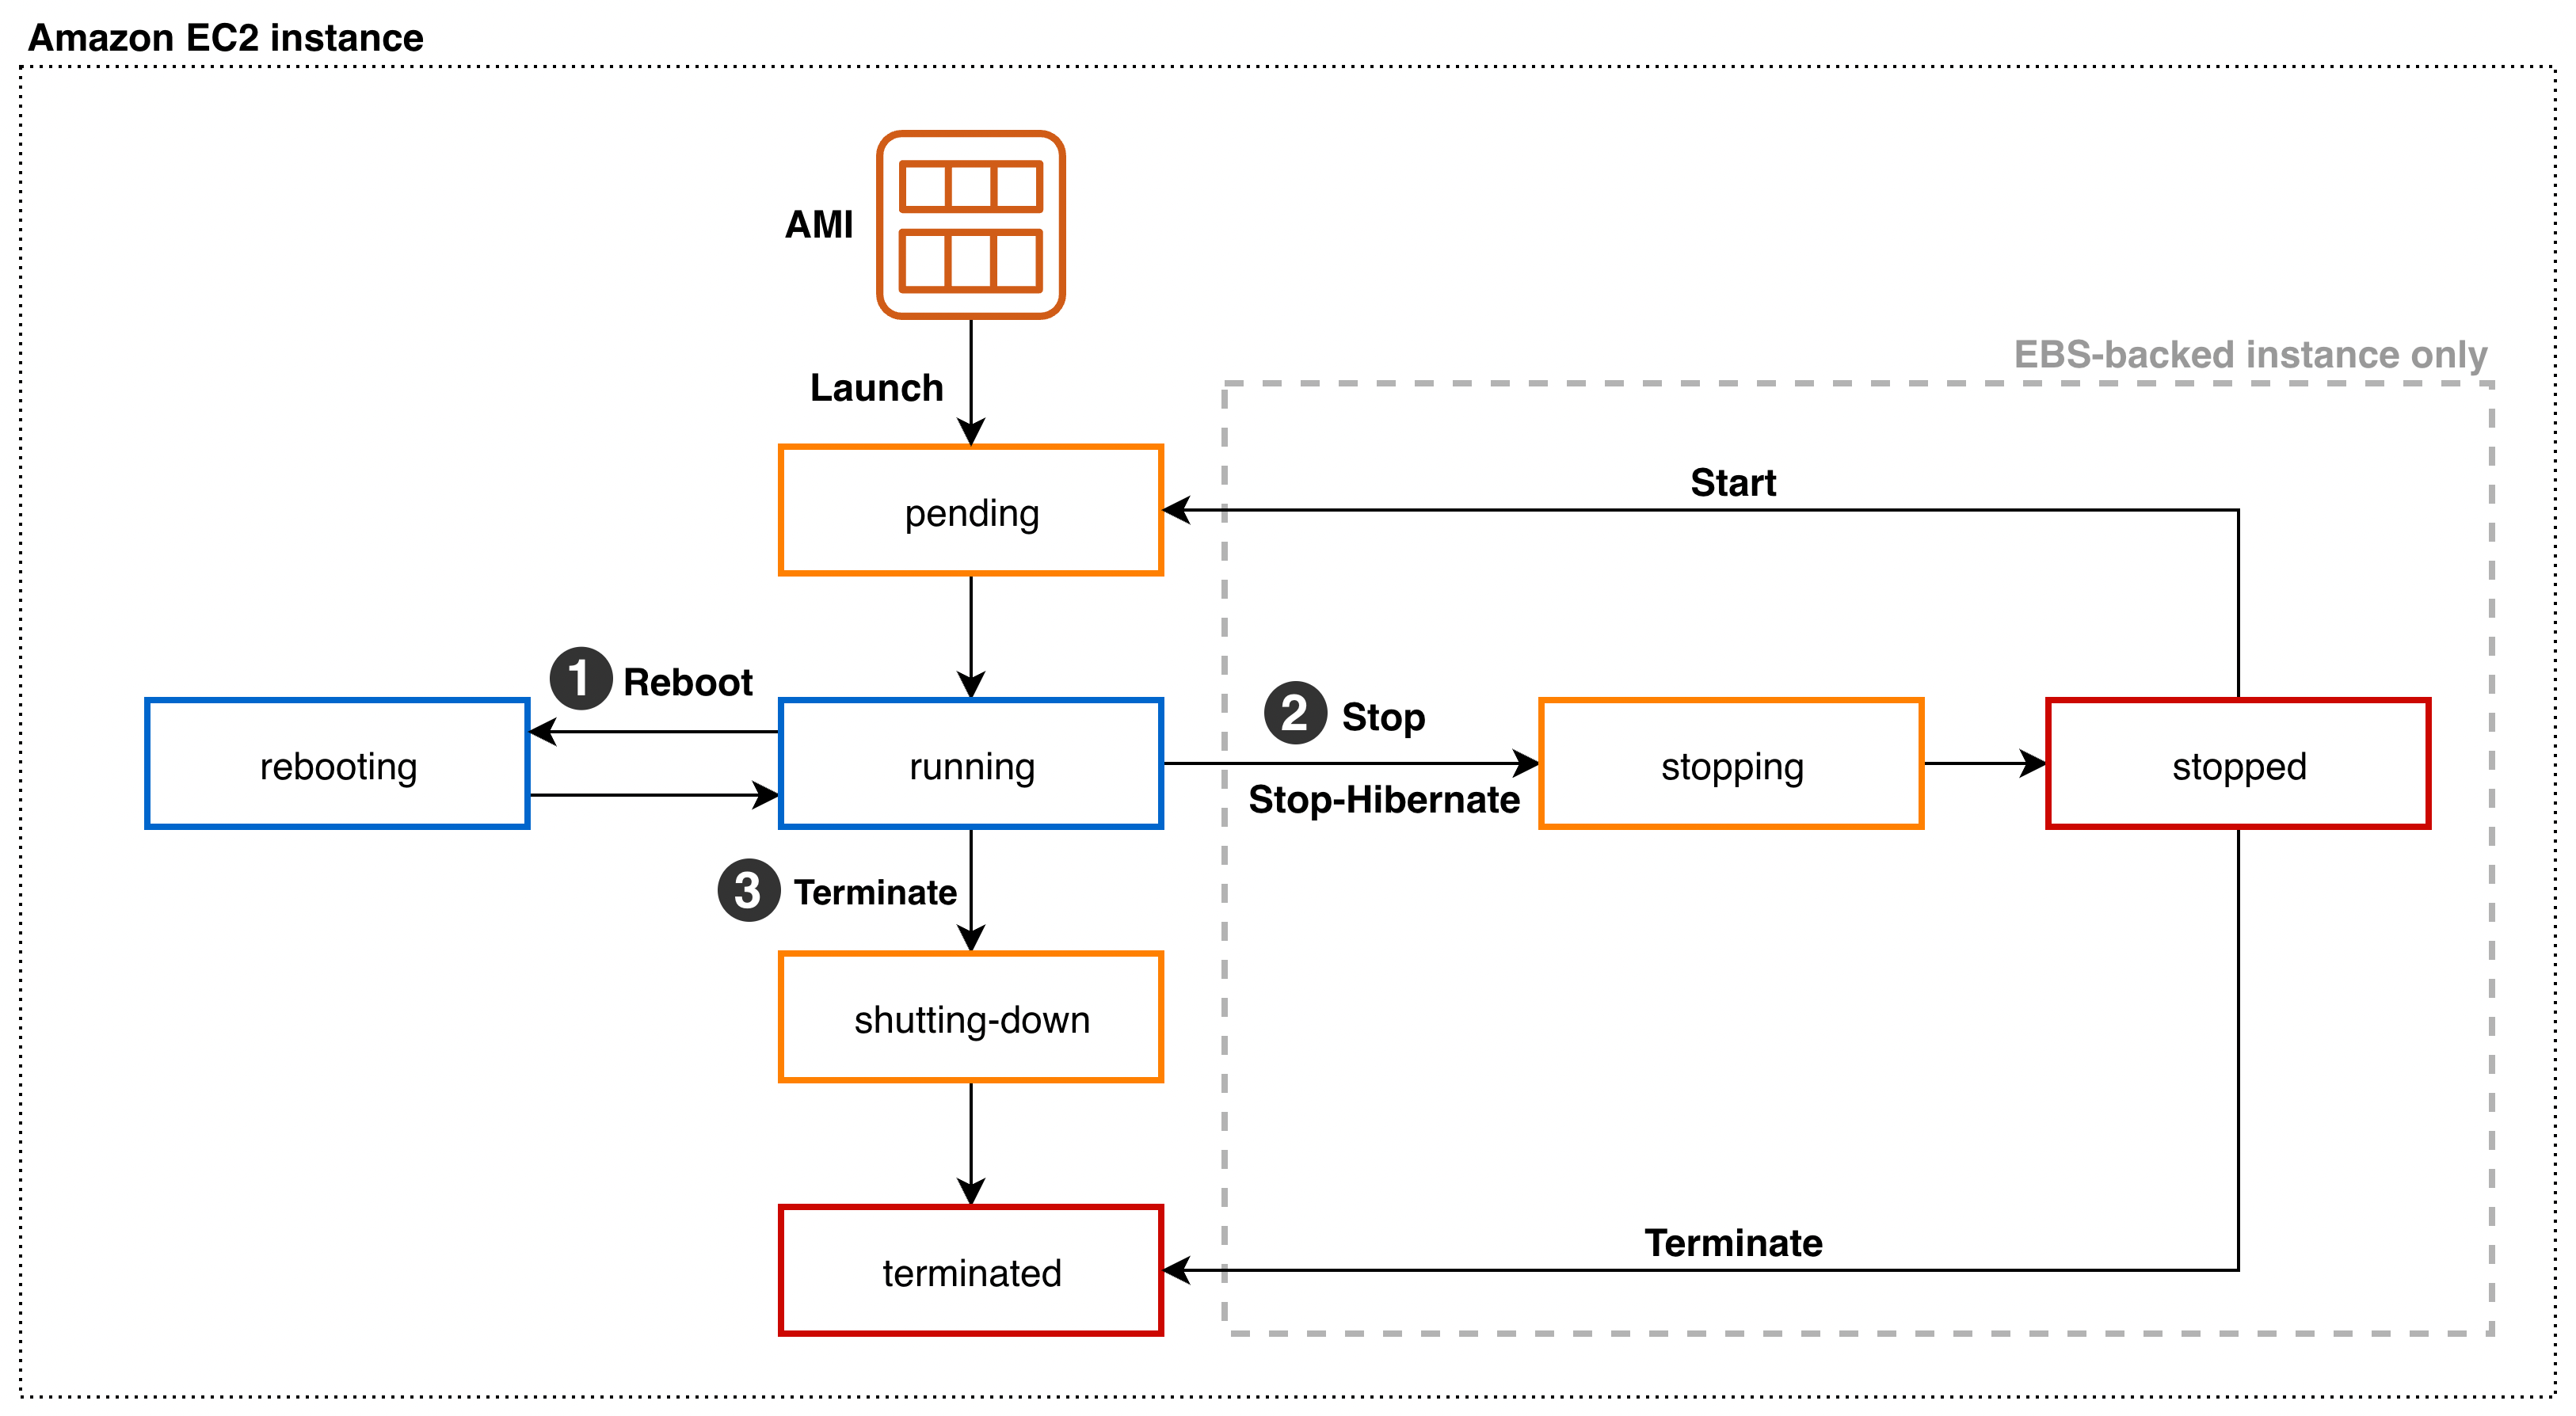 Amazon EC2 instance
AMI
Launch
EBS-backed instance only
Start
pending
1 Reboot
2 Stop
rebooting
running
Stop-Hibernate
stopping
stopped
3 Terminate
shutting-down
Terminate
terminated